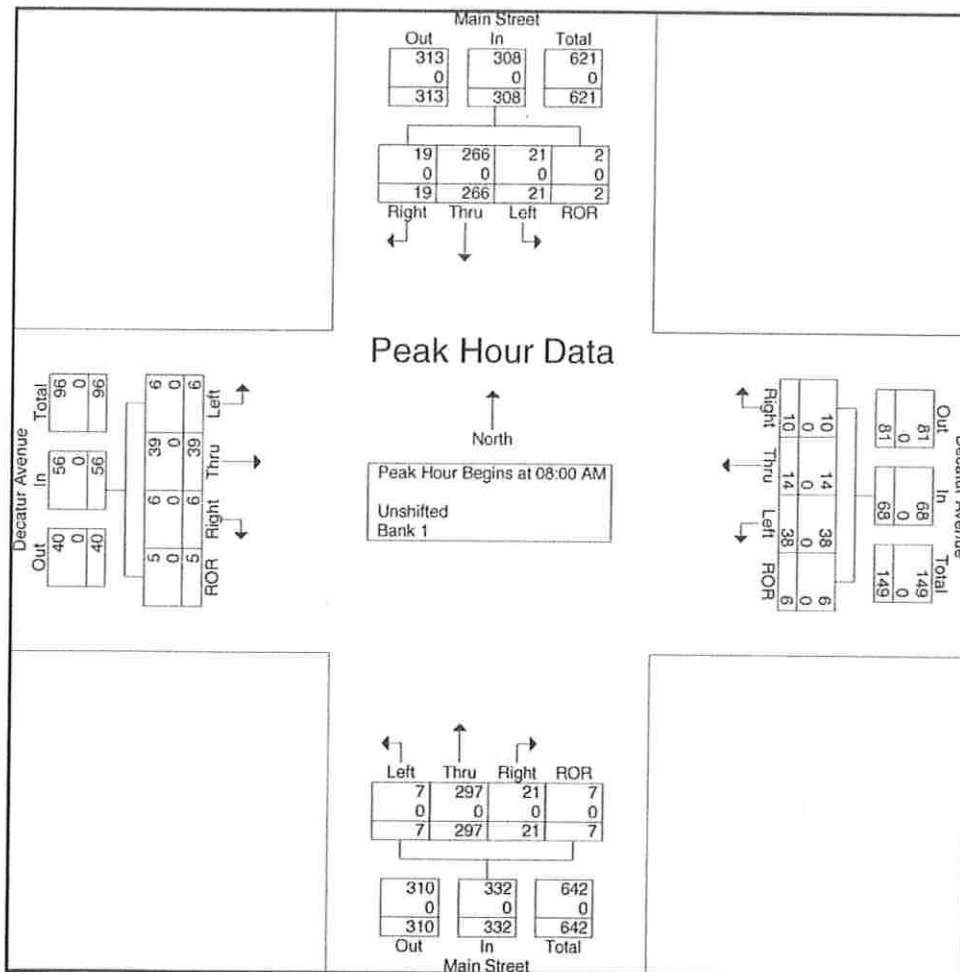 Main Street
Out In Total
313 308 621
0 0 0
313 308 621
19 266 21 2
0 0 0 0
19 266 21 2
Right Thru Left ROR
Peak Hour Data
North
Peak Hour Begins at 08:00 AM
Unshifted
Bank 1
Decatur Avenue
Out In Total
40 56 96
0 0 0
40 56 96
5 6 39 6
0 0 0 0
5 6 39 6
ROR Right Thru Left
Decatur Avenue
Out In Total
81 68 149
0 0 0
81 68 149
10 14 38 6
0 0 0 0
10 14 38 6
Right Thru Left ROR
Left Thru Right ROR
7 297 21 7
0 0 0 0
7 297 21 7
310 332 642
0 0 0
310 332 642
Out In Total
Main Street